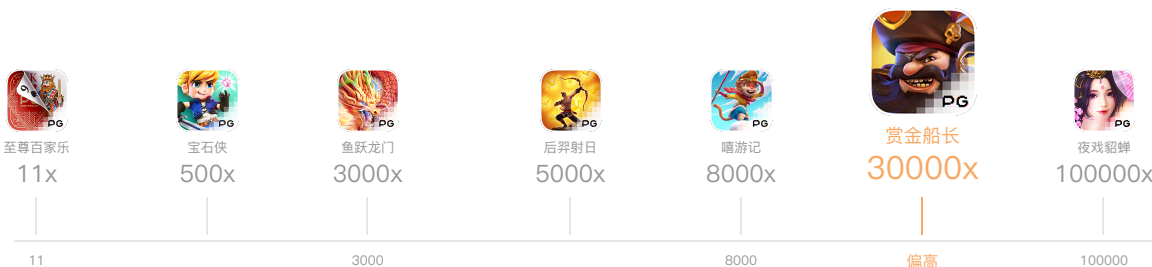 PG
PG
PG
PG
PG
PG
PG
至尊百家乐
宝石侠
鱼跃龙门
后羿射日
嘻游记
赏金船长
夜戏貂蝉
11x
500x
3000x
5000x
8000x
30000x
100000x
11
3000
8000
偏高
100000